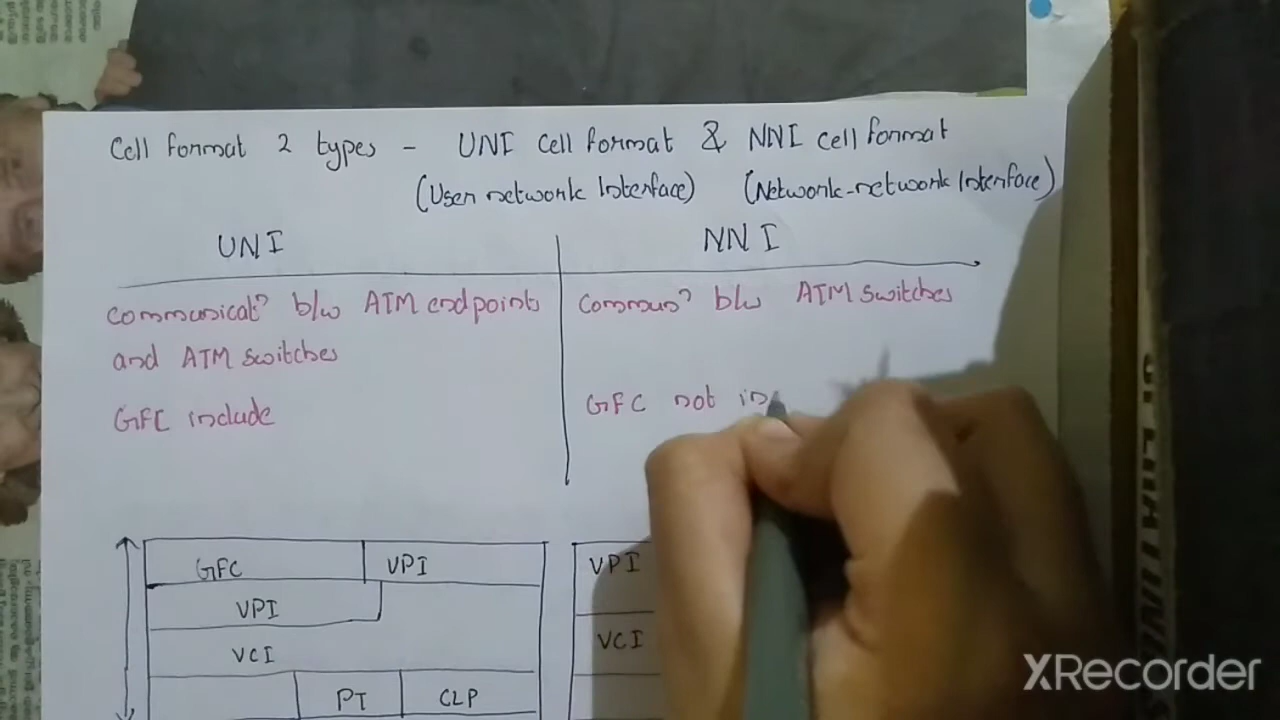 Cell format 2 types - UNI cell format & NNI cell format
(User network Interface) (Network-network Interface)
UNI NNI
communicatn b/w ATM endpoints
and ATM switches
GFC include
Commun? b/w ATM switches
GFC not in
GFC VPI
VPI
VCI
PT CLP
VPI
VCI
XRecorder